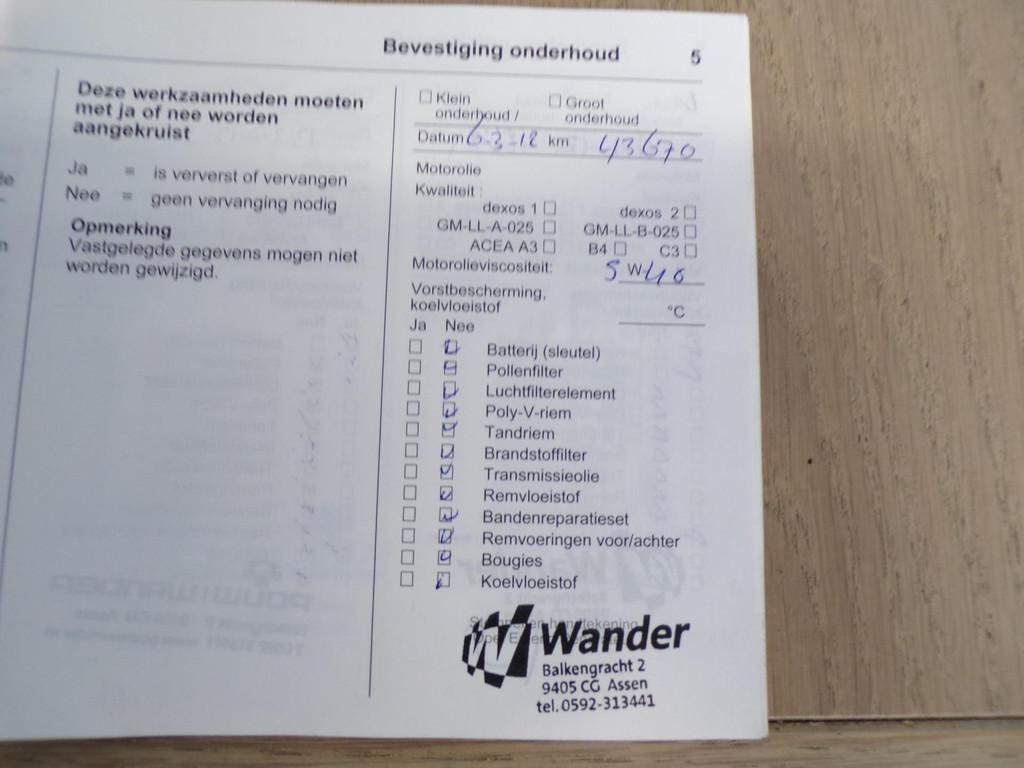 Bevestiging onderhoud 5
Deze werkzaamheden moeten
met ja of nee worden
aangekruist
Ja = is ververst of vervangen
Nee = geen vervanging nodig
Opmerking
Vastgelegde gegevens mogen niet
worden gewijzigd.
Klein onderhoud / Groot onderhoud
Datum 6-3-12 km 43670
Motorolie
Kwaliteit :
dexos 1 dexos 2
GM-LL-A-025 GM-LL-B-025
ACEA A3 B4 C3
Motorolieviscositeit: 5 W 40
Vorstbescherming,
koelvloeistof °C
Ja Nee
Batterij (sleutel)
Pollenfilter
Luchtfilterelement
Poly-V-riem
Tandriem
Brandstoffilter
Transmissieolie
Remvloeistof
Bandenreparatieset
Remvoeringen voor/achter
Bougies
Koelvloeistof
Wander
Balkengracht 2
9405 CG Assen
tel. 0592-313441